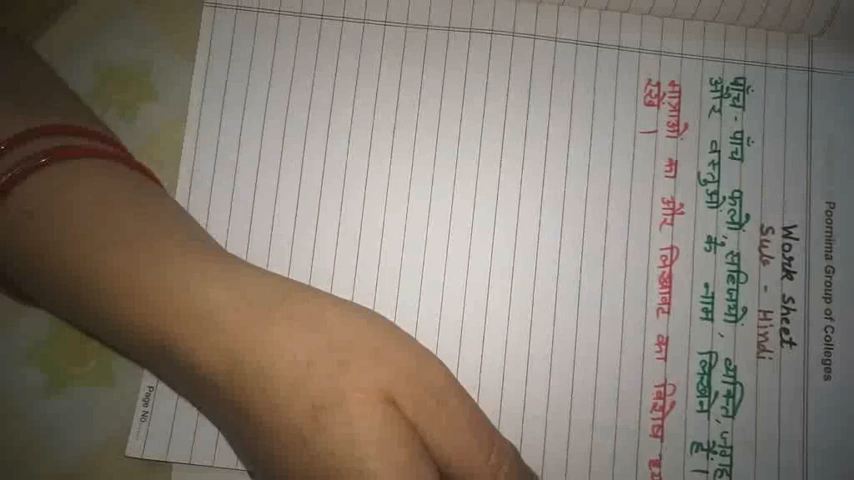 Poornima Group of Colleges
Work Sheet
Sub - Hindi
पाँच - पाँच फलों, सब्जियों, व्यक्ति, जगह
और वस्तुओं के नाम लिखने हैं।
मात्राओं का और लिखावट का विशेष
रखें।
Page No.